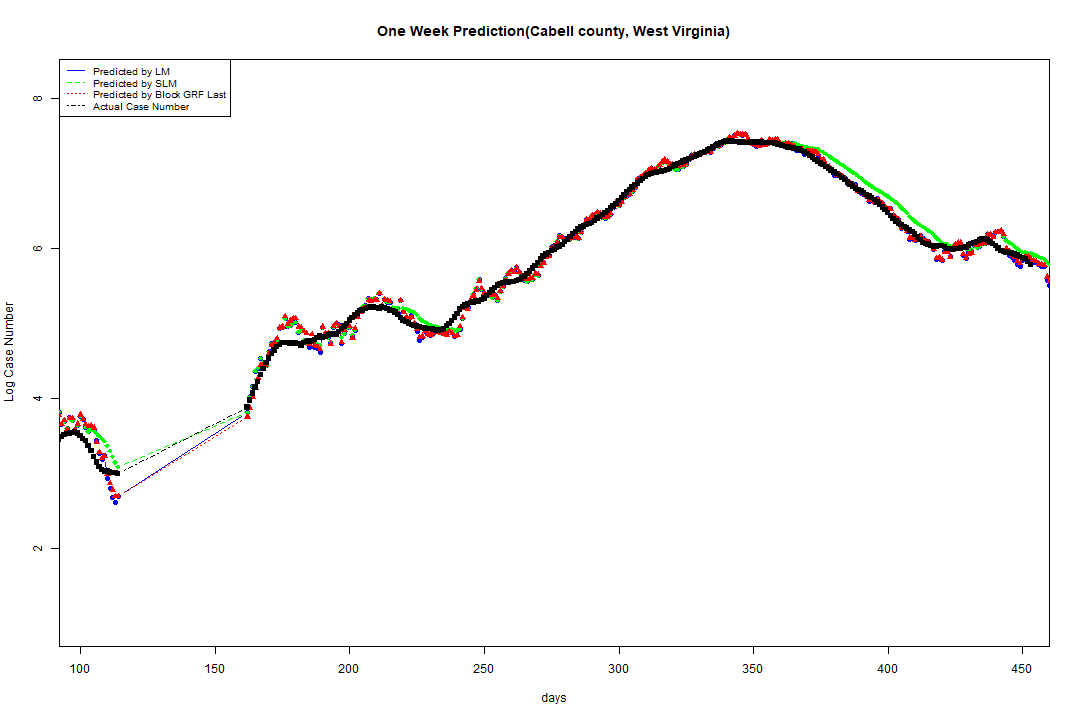 One Week Prediction(Cabell county, West Virginia)
Predicted by LM
Predicted by SLM
Predicted by Block GRF Last
Actual Case Number
8
6
4
2
Log Case Number
100 150 200 250 300 350 400 450
days